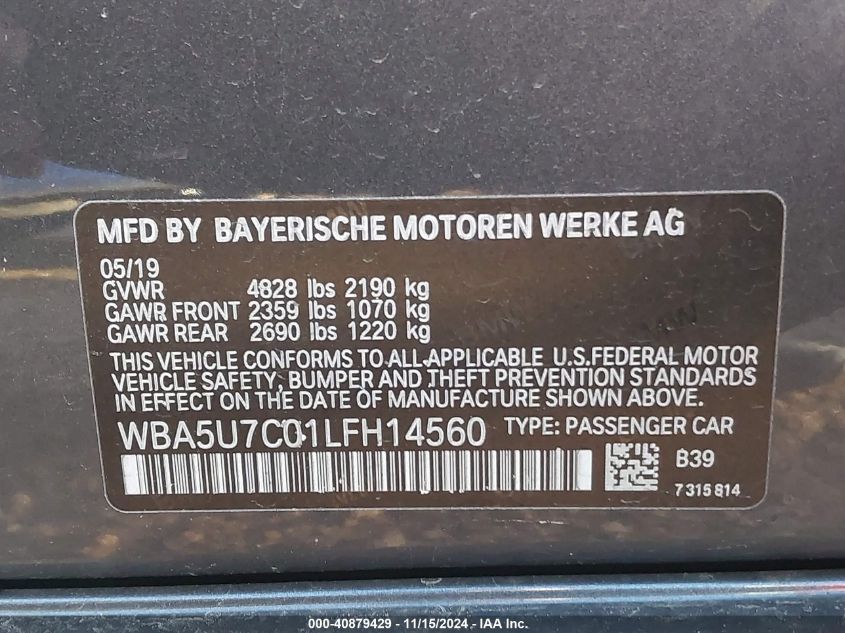 MFD BY BAYERISCHE MOTOREN WERKE AG
05/19
GVWR 4828 lbs 2190 kg
GAWR FRONT 2359 lbs 1070 kg
GAWR REAR 2690 lbs 1220 kg
THIS VEHICLE CONFORMS TO ALL APPLICABLE U.S.FEDERAL MOTOR
VEHICLE SAFETY, BUMPER AND THEFT PREVENTION STANDARDS
IN EFFECT ON THE DATE OF MANUFACTURE SHOWN ABOVE.
WBA5U7C01LFH14560 TYPE: PASSENGER CAR
B39
7315814
000-40879429 - 11/15/2024 - IAA Inc.